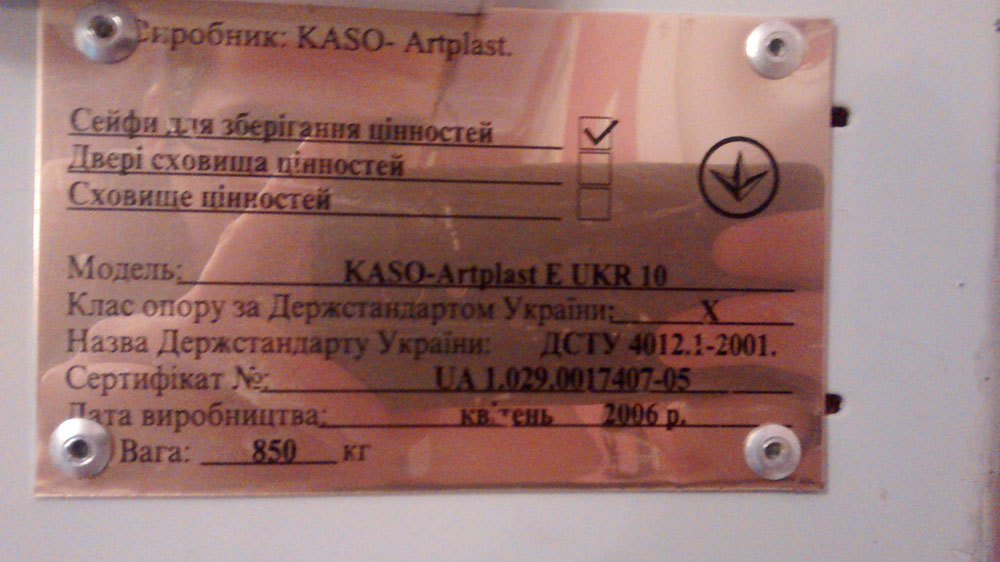 Виробник: KASO- Artplast.
Сейфи для зберігання цінностей
Двері сховища цінностей
Сховище цінностей
Модель: KASO-Artplast E UKR 10
Клас опору за Держстандартом України: X
Назва Держстандарту України: ДСТУ 4012.1-2001.
Сертифікат №: UA 1.029.0017407-05
Дата виробництва: квітень 2006 р.
Вага: 850 кг